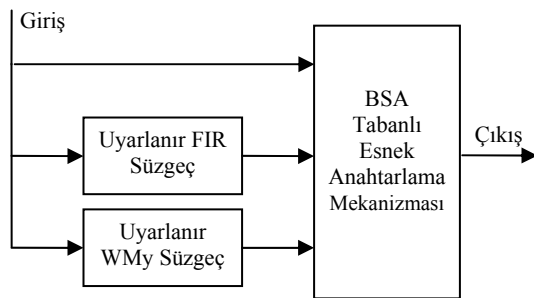 Giriş
BSA
Tabanlı
Esnek
Anahtarlama
Mekanizması
Uyarlanır FIR
Süzgeç
Çıkış
Uyarlanır
WMy Süzgeç